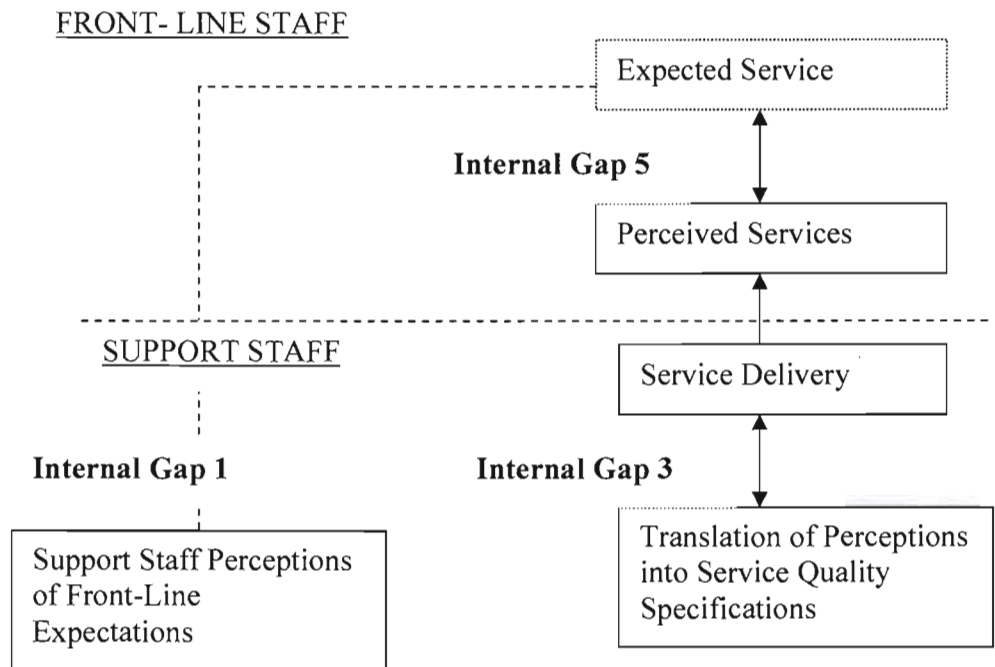 FRONT- LINE STAFF
Expected Service
Internal Gap 5
Perceived Services
SUPPORT STAFF
Service Delivery
Internal Gap 1
Internal Gap 3
Support Staff Perceptions
of Front-Line
Expectations
Translation of Perceptions
into Service Quality
Specifications